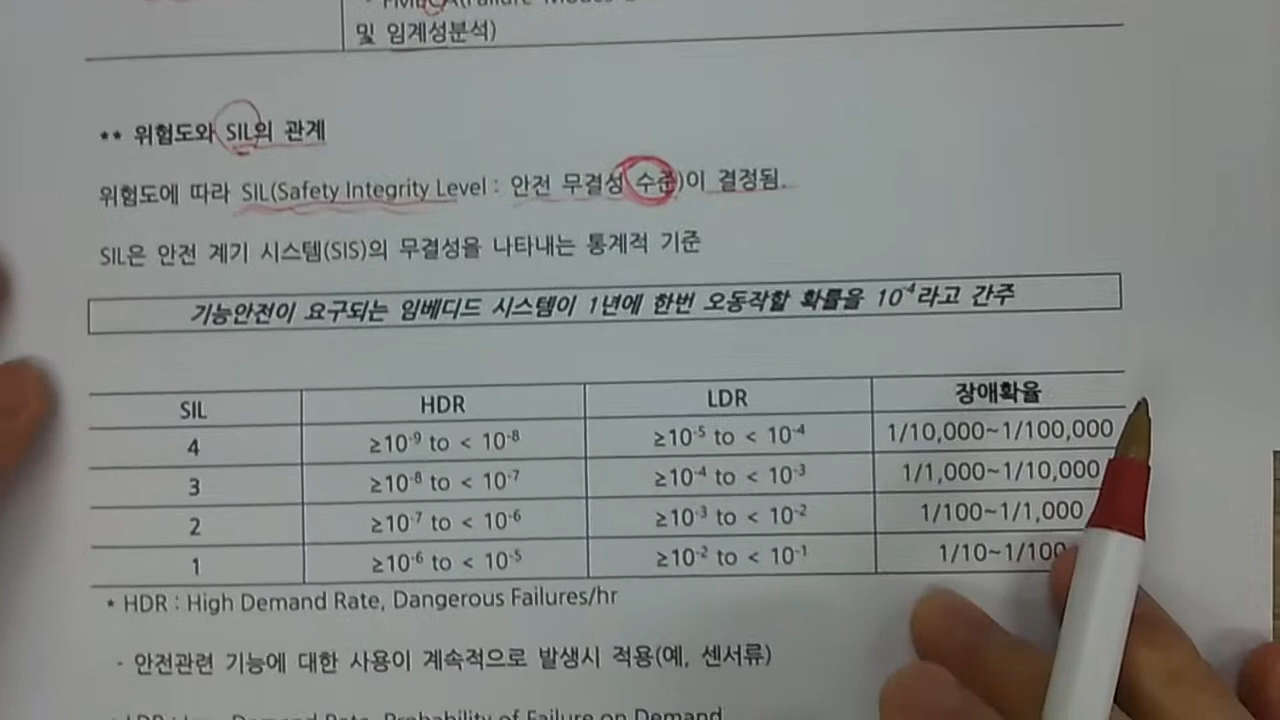 및 임계성분석)
** 위험도와 SIL의 관계
위험도에 따라 SIL(Safety Integrity Level : 안전 무결성 수준)이 결정됨.
SIL은 안전 계기 시스템(SIS)의 무결성을 나타내는 통계적 기준
기능안전이 요구되는 임베디드 시스템이 1년에 한번 오동작할 확률을 10⁻⁴라고 간주
SIL HDR LDR 장애확율
4 ≥10⁻⁹ to < 10⁻⁸ ≥10⁻⁵ to < 10⁻⁴ 1/10,000~1/100,000
3 ≥10⁻⁸ to < 10⁻⁷ ≥10⁻⁴ to < 10⁻³ 1/1,000~1/10,000
2 ≥10⁻⁷ to < 10⁻⁶ ≥10⁻³ to < 10⁻² 1/100~1/1,000
1 ≥10⁻⁶ to < 10⁻⁵ ≥10⁻² to < 10⁻¹ 1/10~1/100
* HDR : High Demand Rate, Dangerous Failures/hr
- 안전관련 기능에 대한 사용이 계속적으로 발생시 적용(예, 센서류)
Demand Rate, Probability of Failure on Demand